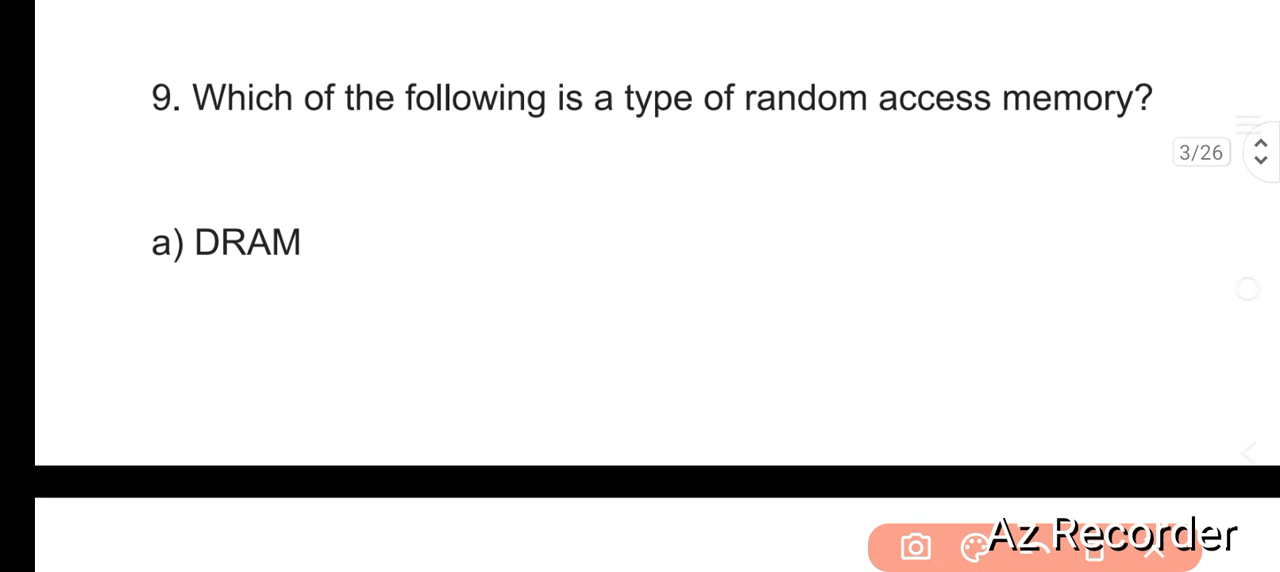 9. Which of the following is a type of random access memory?
3/26
a) DRAM
Az Recorder